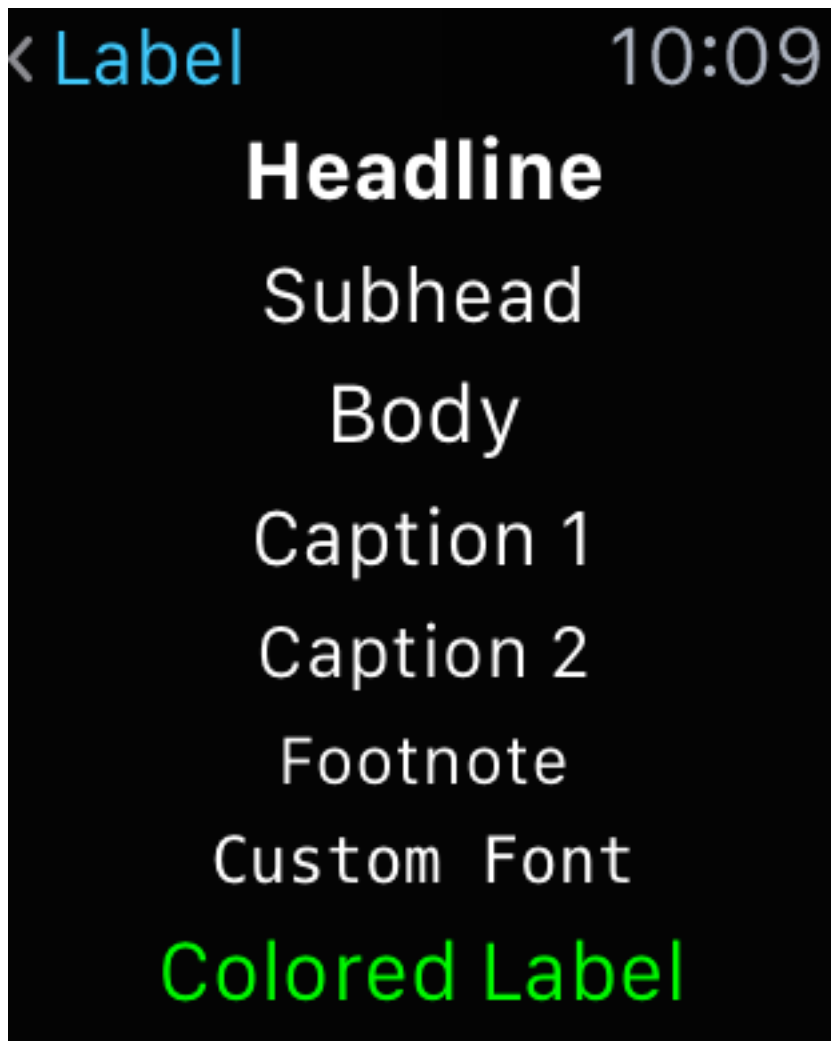 < Label 10:09
Headline
Subhead
Body
Caption 1
Caption 2
Footnote
Custom Font
Colored Label